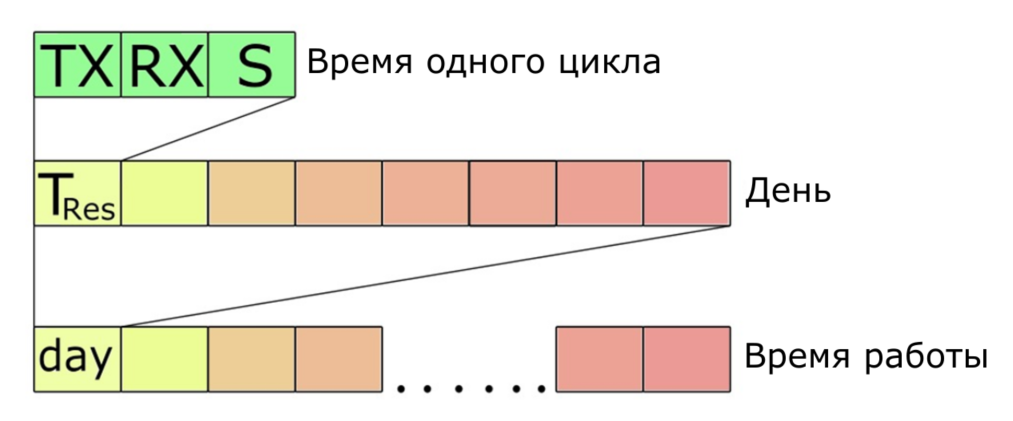 TX RX S Время одного цикла
TRes День
day ...... Время работы